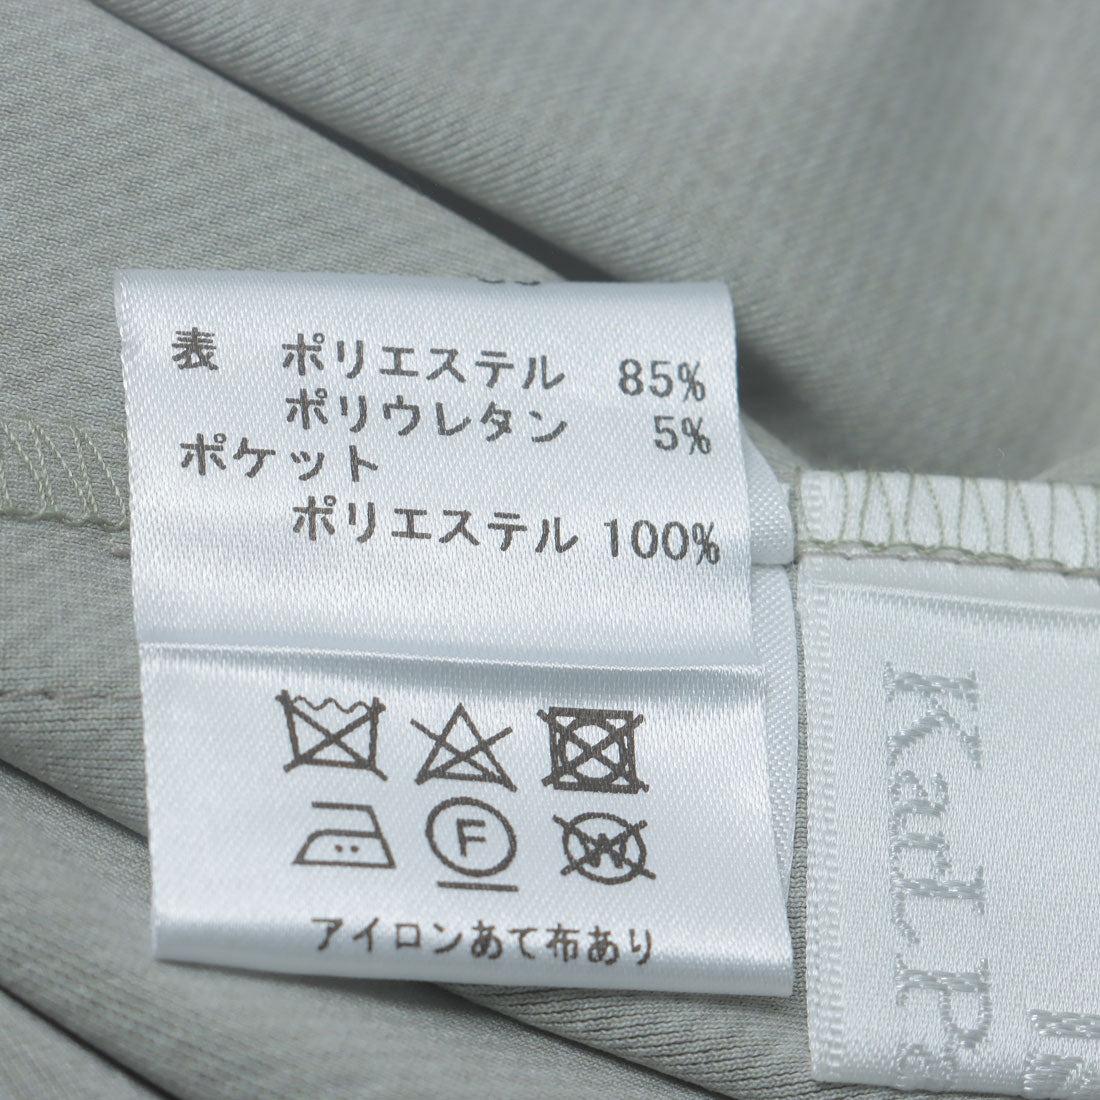 表 ポリエステル 85%
ポリウレタン 5%
ポケット
ポリエステル 100%
F
W
アイロンあて布あり
Karl P